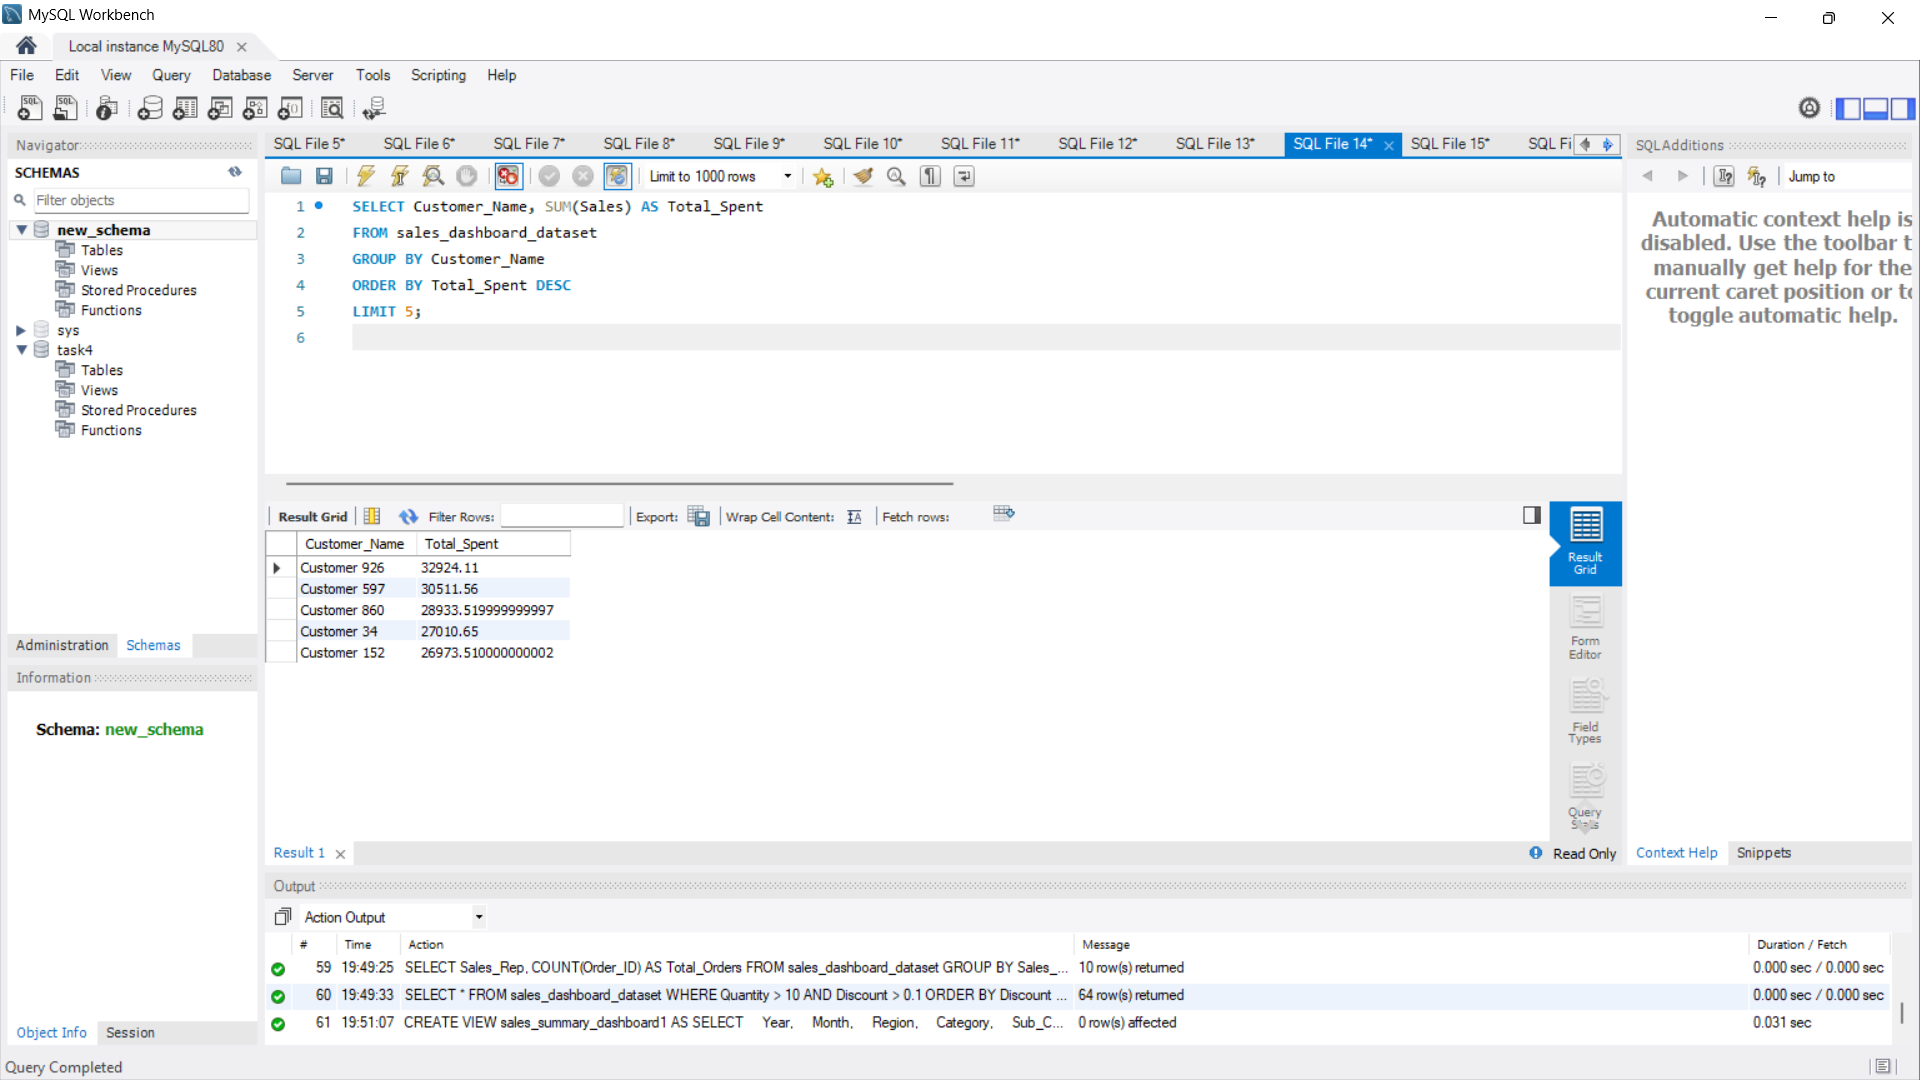 MySQL Workbench
Local instance MySQL80
File Edit View Query Database Server Tools Scripting Help
Navigator
SCHEMAS
Filter objects
new_schema
Tables
Views
Stored Procedures
Functions
sys
task4
Tables
Views
Stored Procedures
Functions
Administration Schemas
Information
Schema: new_schema
Object Info Session
Query Completed
SQL File 5* SQL File 6* SQL File 7* SQL File 8* SQL File 9* SQL File 10* SQL File 11* SQL File 12* SQL File 13* SQL File 14* SQL File 15* SQL Fi
Limit to 1000 rows
1 SELECT Customer_Name, SUM(Sales) AS Total_Spent
2 FROM sales_dashboard_dataset
3 GROUP BY Customer_Name
4 ORDER BY Total_Spent DESC
5 LIMIT 5;
6
Result Grid Filter Rows: Export: Wrap Cell Content: Fetch rows:
Customer_Name Total_Spent
Customer 926 32924.11
Customer 597 30511.56
Customer 860 28933.519999999997
Customer 34 27010.65
Customer 152 26973.510000000002
Result
Grid
Form
Editor
Field
Types
Query
Stats
Result 1
Read Only
SQLAdditions
Jump to
Automatic context help is
disabled. Use the toolbar t
manually get help for the
current caret position or to
toggle automatic help.
Context Help Snippets
Output
Action Output
# Time Action Message Duration / Fetch
59 19:49:25 SELECT Sales_Rep, COUNT(Order_ID) AS Total_Orders FROM sales_dashboard_dataset GROUP BY Sales_... 10 row(s) returned 0.000 sec / 0.000 sec
60 19:49:33 SELECT * FROM sales_dashboard_dataset WHERE Quantity > 10 AND Discount > 0.1 ORDER BY Discount ... 64 row(s) returned 0.000 sec / 0.000 sec
61 19:51:07 CREATE VIEW sales_summary_dashboard1 AS SELECT Year, Month, Region, Category, Sub_C... 0 row(s) affected 0.031 sec